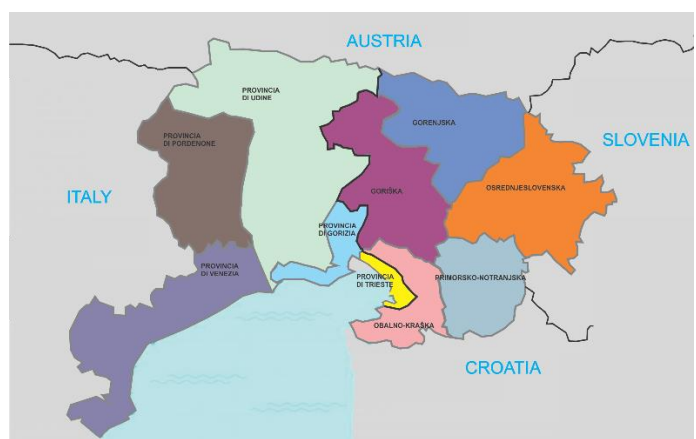 AUSTRIA
PROVINCIA
DI UDINE
GORENJSKA
PROVINCIA
DI PORDENONE
SLOVENIA
OSREDNJESLOVENSKA
GORIŠKA
ITALY
PROVINCIA
DI GORIZIA
PROVINCIA
DI VENEZIA
PROVINCIA
DI TRIESTE
PRIMORSKO-NOTRANJSKA
OBALNO-KRAŠKA
CROATIA